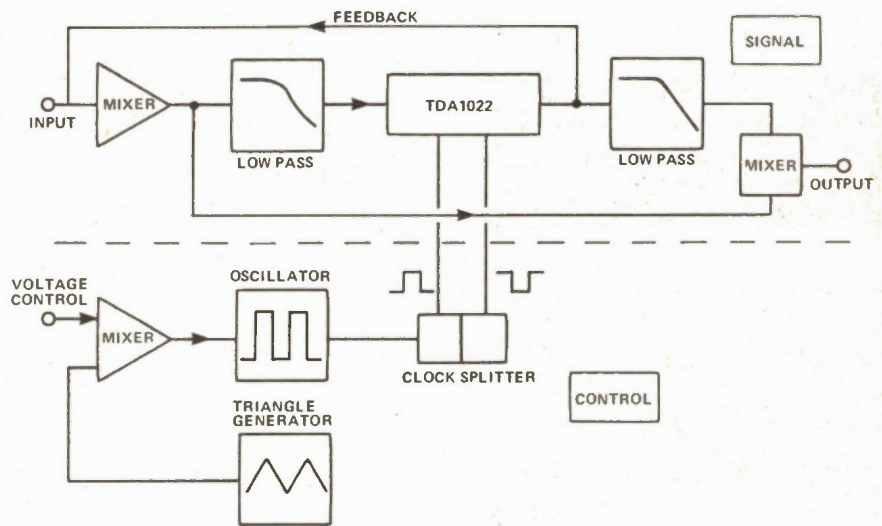 FEEDBACK
SIGNAL
MIXER
INPUT
LOW PASS
TDA1022
LOW PASS
MIXER
OUTPUT
VOLTAGE
CONTROL
MIXER
OSCILLATOR
CLOCK SPLITTER
TRIANGLE
GENERATOR
CONTROL